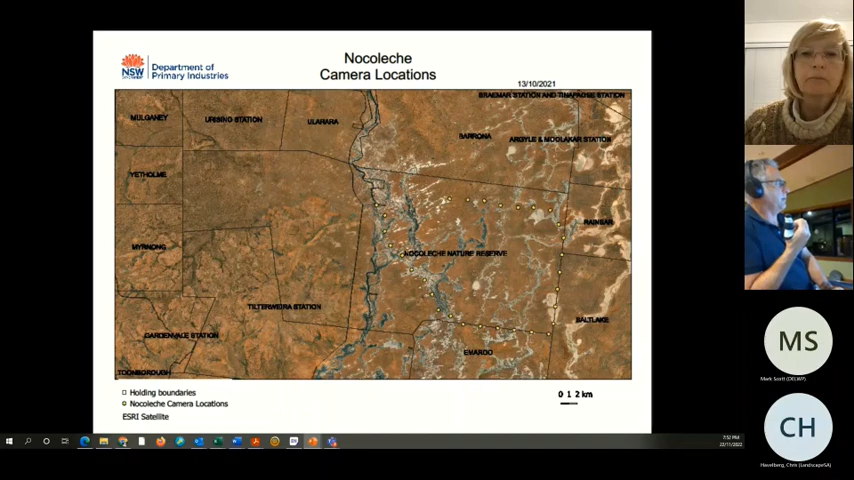 NSW
GOVERNMENT
Department of
Primary Industries
Nocoleche
Camera Locations
13/10/2021
BRAEMAR STATION AND TINAPAGEE STATION
MULGANEY
URISINO STATION
ULARARA
BARRONA
ARGYLE & MOOLAKAR STATION
YETHOLME
RAINBAR
MYRNONG
NOCOLECHE NATURE RESERVE
TILTERWEIRA STATION
SALTLAKE
GARDENVALE STATION
EMAROO
TOONBOROUGH
Holding boundaries
Nocoleche Camera Locations
ESRI Satellite
0 1 2 km
MS
Mark Scott (DELWP)
CH
Haselberg, Chris (LandscapeSA)
7:52 PM
22/11/2022